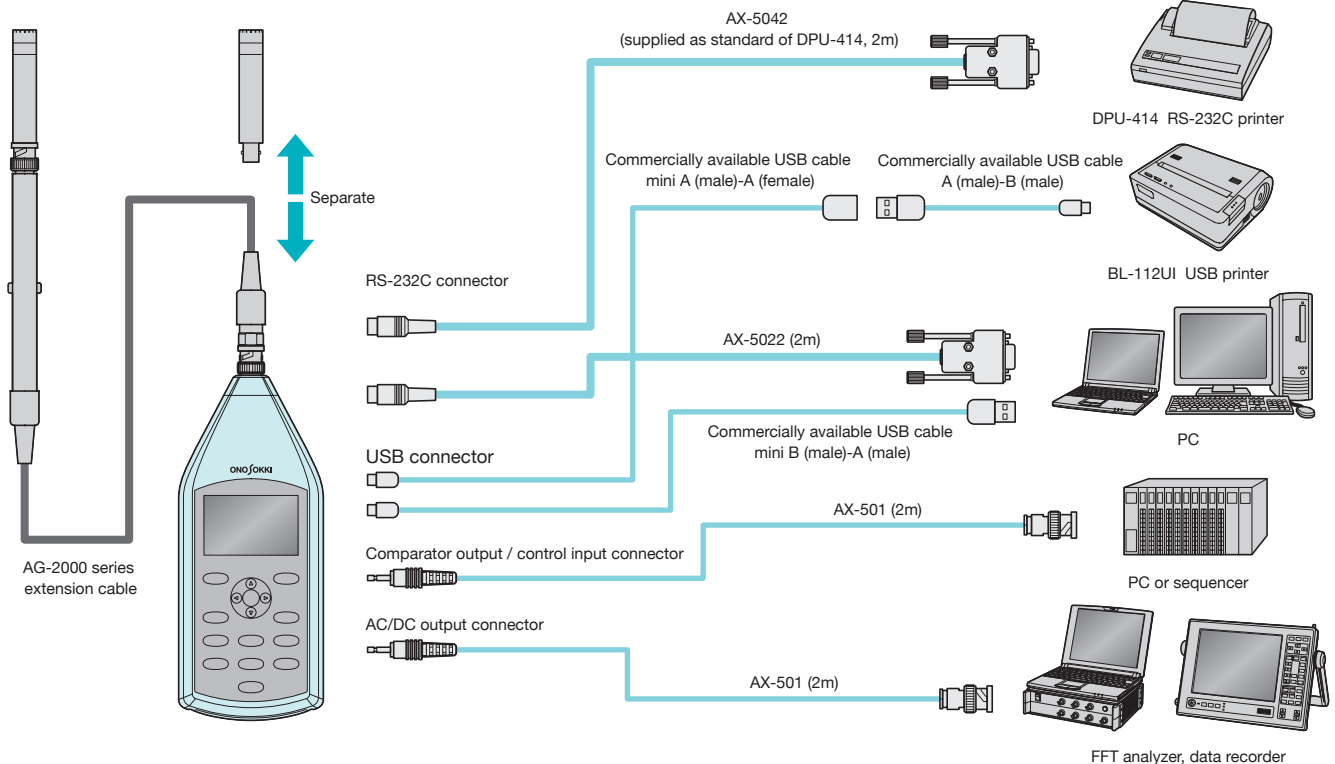 AX-5042
(supplied as standard of DPU-414, 2m)
DPU-414 RS-232C printer
Commercially available USB cable
mini A (male)-A (female)
Commercially available USB cable
A (male)-B (male)
Separate
BL-112UI USB printer
RS-232C connector
AX-5022 (2m)
Commercially available USB cable
mini B (male)-A (male)
PC
USB connector
ONO SOKKI
AX-501 (2m)
Comparator output / control input connector
AG-2000 series
extension cable
PC or sequencer
AC/DC output connector
AX-501 (2m)
FFT analyzer, data recorder